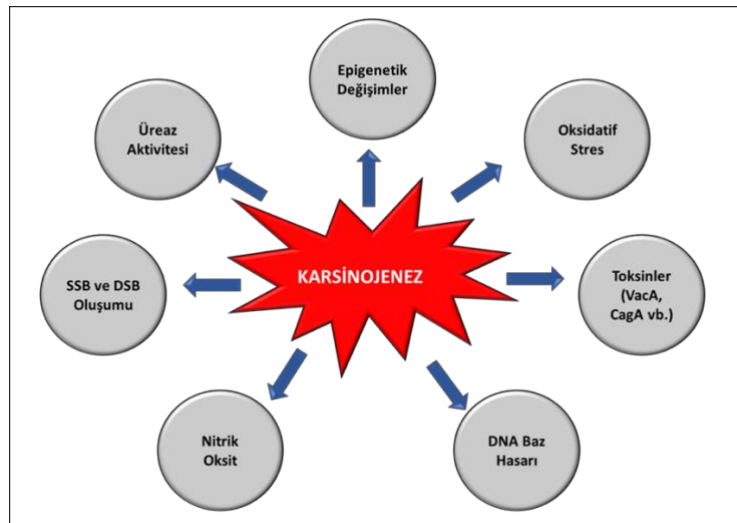 Epigenetik
Değişimler
Üreaz
Aktivitesi
Oksidatif
Stres
KARSİNOJENEZ
SSB ve DSB
Oluşumu
Toksinler
(VacA,
CagA vb.)
Nitrik
Oksit
DNA Baz
Hasarı